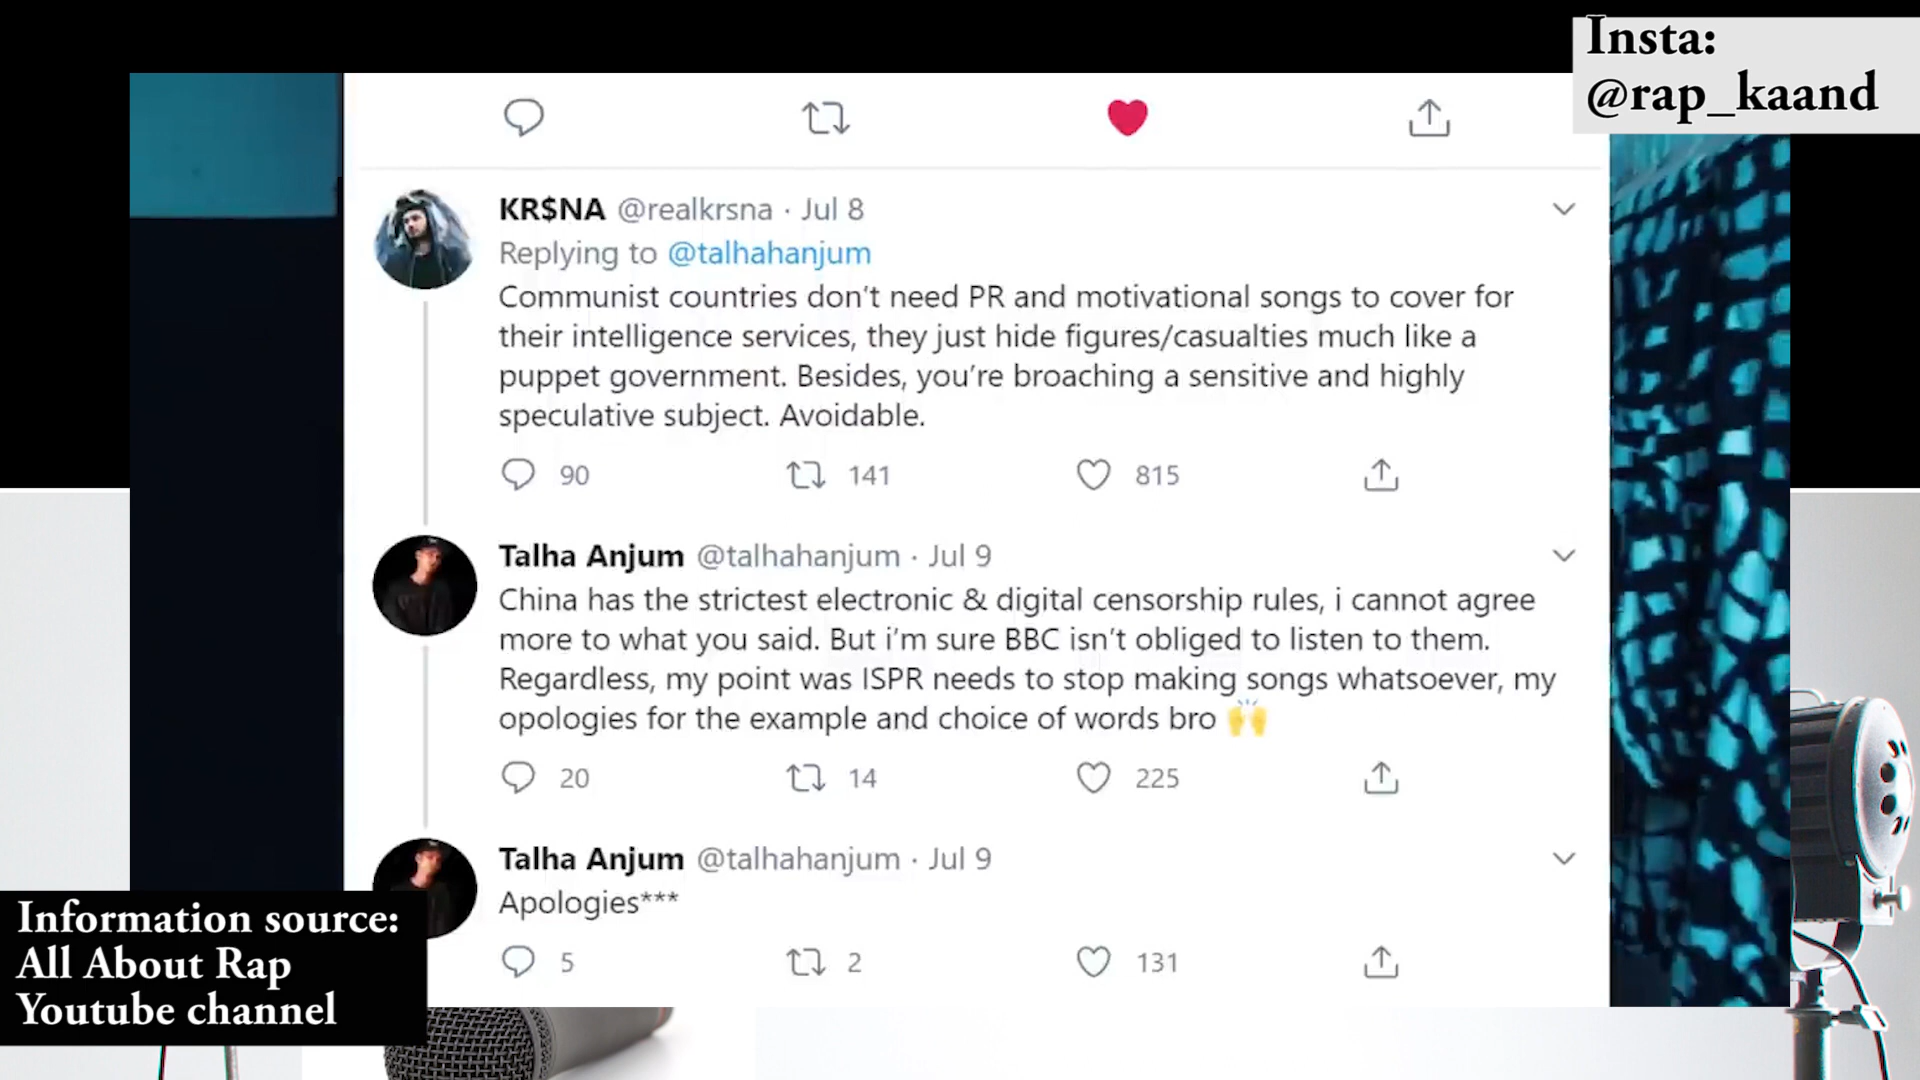 Insta:
@rap_kaand
KR$NA @realkrsna · Jul 8
Replying to @talhahanjum
Communist countries don't need PR and motivational songs to cover for
their intelligence services, they just hide figures/casualties much like a
puppet government. Besides, you're broaching a sensitive and highly
speculative subject. Avoidable.
90 141 815
Talha Anjum @talhahanjum · Jul 9
China has the strictest electronic & digital censorship rules, i cannot agree
more to what you said. But i'm sure BBC isn't obliged to listen to them.
Regardless, my point was ISPR needs to stop making songs whatsoever, my
opologies for the example and choice of words bro 🙌
20 14 225
Talha Anjum @talhahanjum · Jul 9
Apologies***
5 2 131
Information source:
All About Rap
Youtube channel